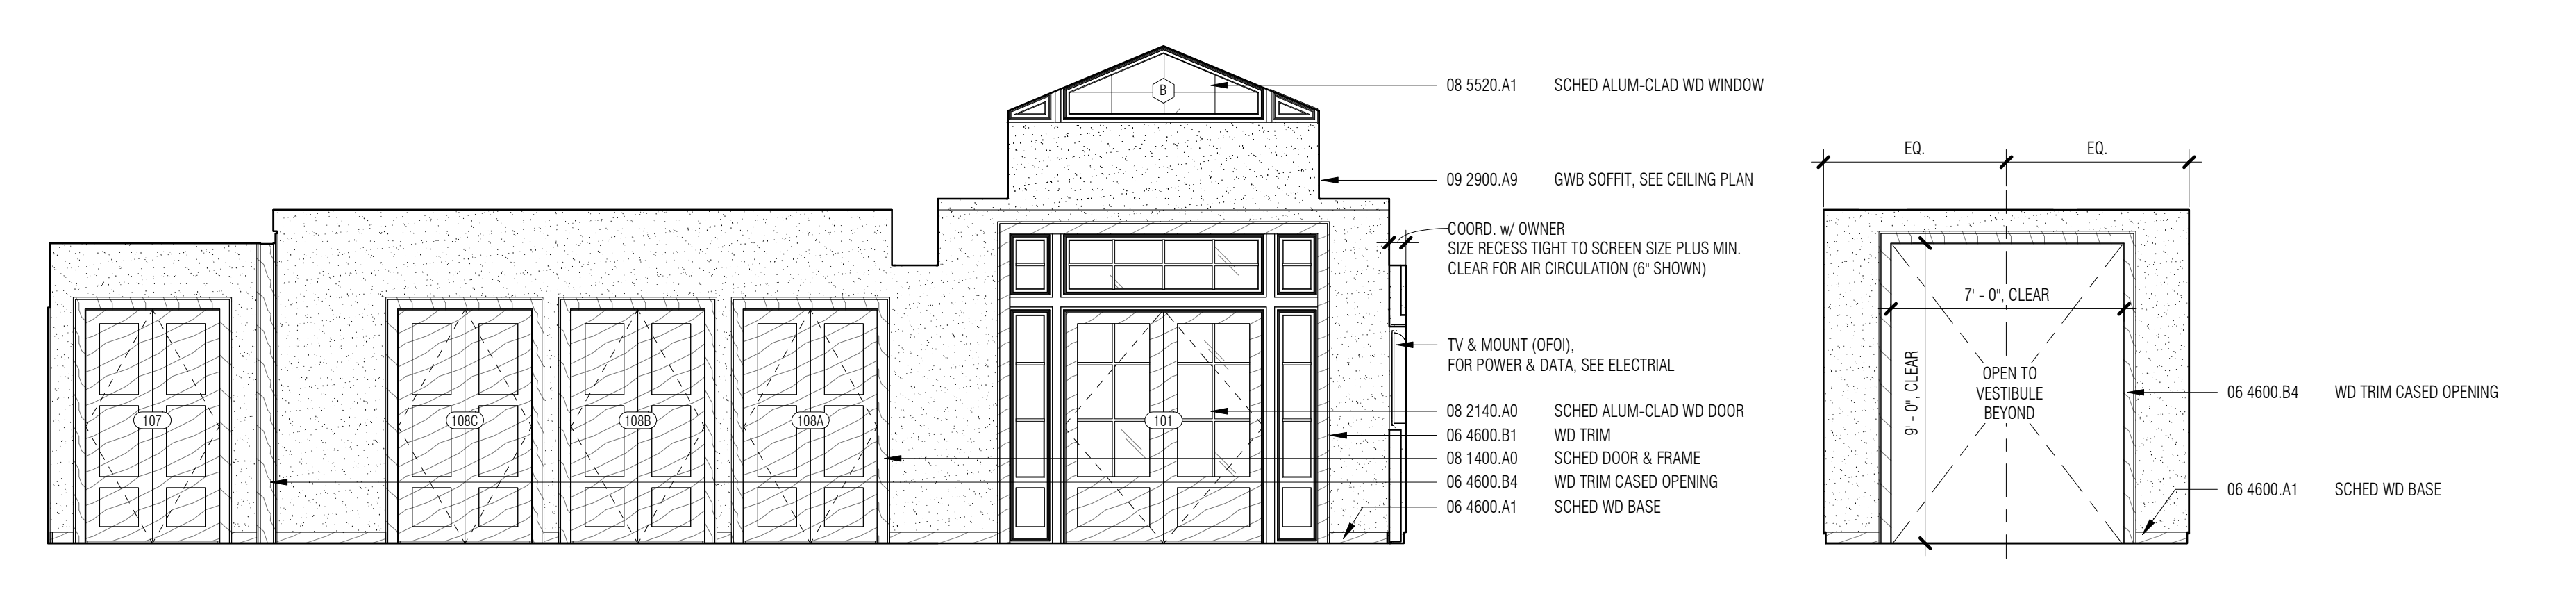 B
08 5520.A1 SCHED ALUM-CLAD WD WINDOW
09 2900.A9 GWB SOFFIT, SEE CEILING PLAN
COORD. w/ OWNER
SIZE RECESS TIGHT TO SCREEN SIZE PLUS MIN.
CLEAR FOR AIR CIRCULATION (6" SHOWN)
TV & MOUNT (OFOI),
FOR POWER & DATA, SEE ELECTRIAL
107
108C
108B
108A
101
08 2140.A0 SCHED ALUM-CLAD WD DOOR
06 4600.B1 WD TRIM
08 1400.A0 SCHED DOOR & FRAME
06 4600.B4 WD TRIM CASED OPENING
06 4600.A1 SCHED WD BASE
EQ. EQ.
7' - 0", CLEAR
9' - 0", CLEAR
OPEN TO
VESTIBULE
BEYOND
06 4600.B4 WD TRIM CASED OPENING
06 4600.A1 SCHED WD BASE